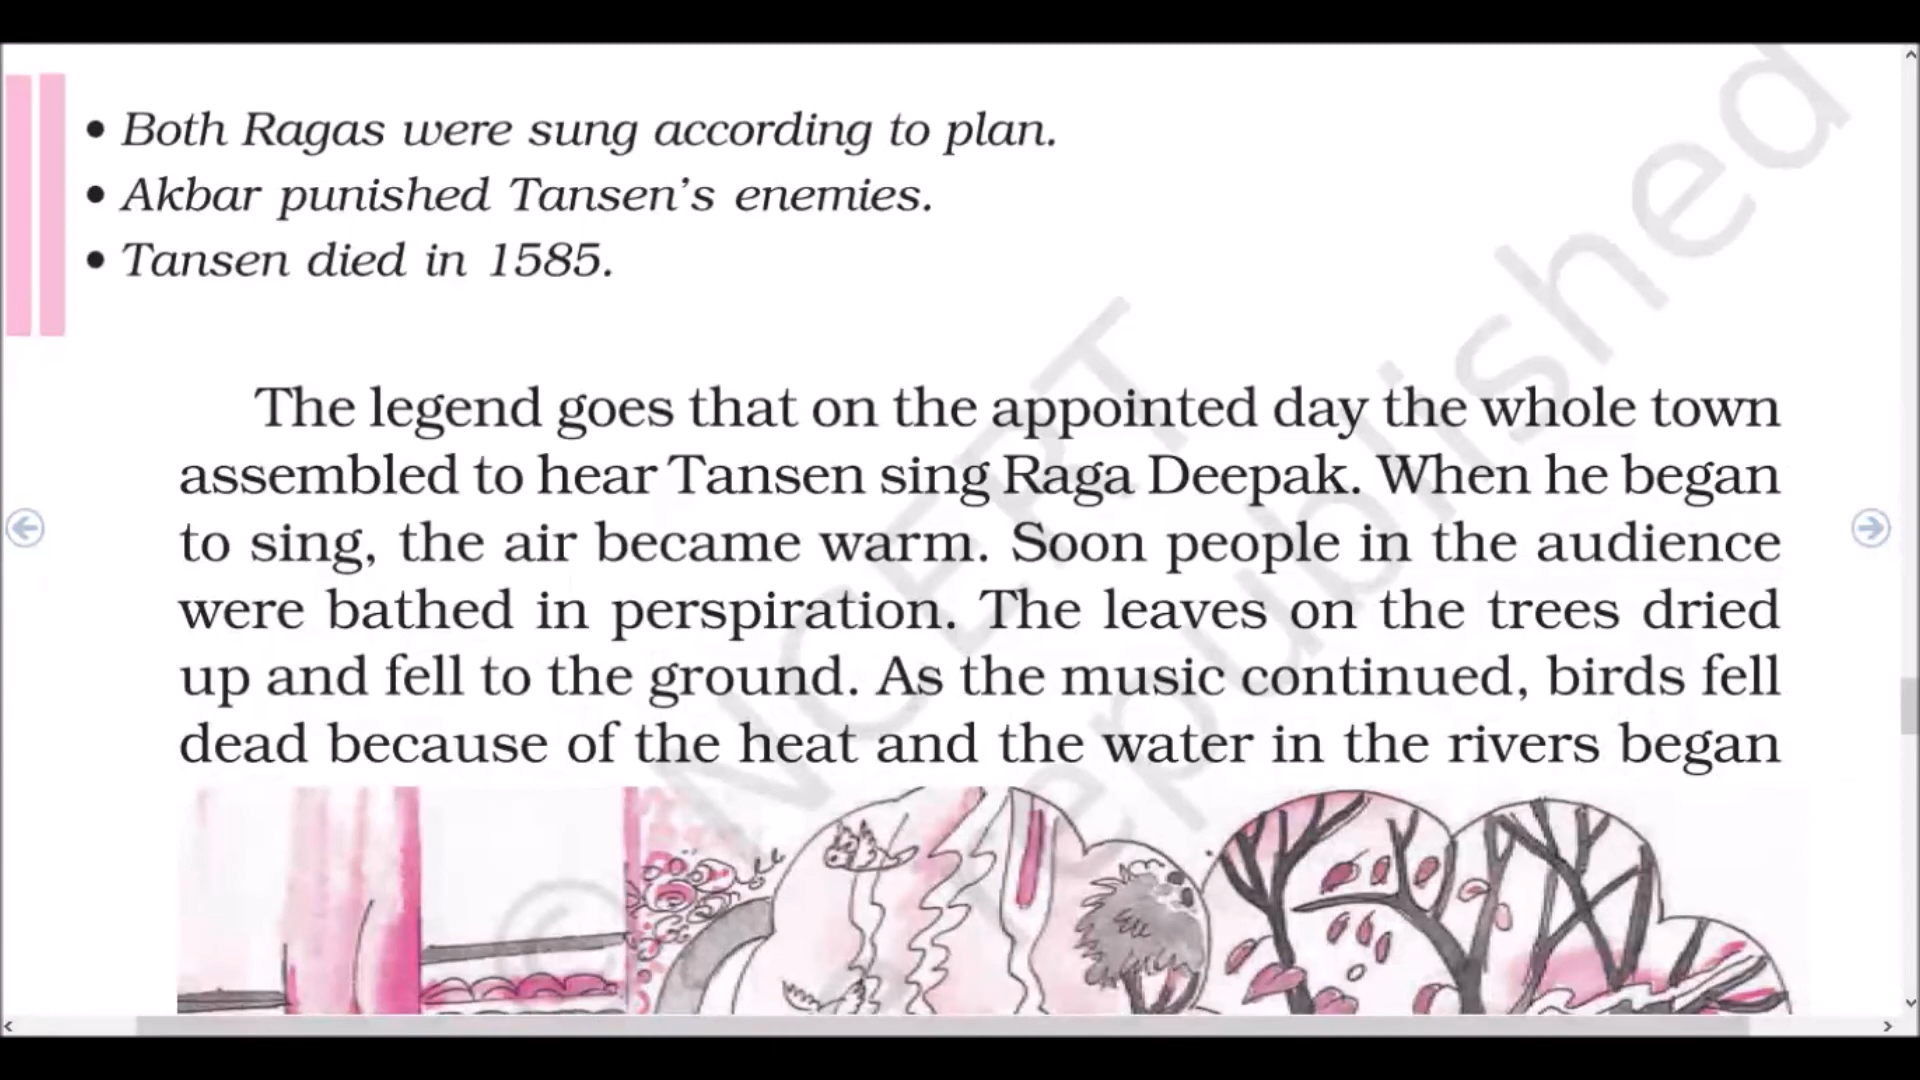 • Both Ragas were sung according to plan.
• Akbar punished Tansen's enemies.
• Tansen died in 1585.
The legend goes that on the appointed day the whole town
assembled to hear Tansen sing Raga Deepak. When he began
to sing, the air became warm. Soon people in the audience
were bathed in perspiration. The leaves on the trees dried
up and fell to the ground. As the music continued, birds fell
dead because of the heat and the water in the rivers began
© NCERT
republished